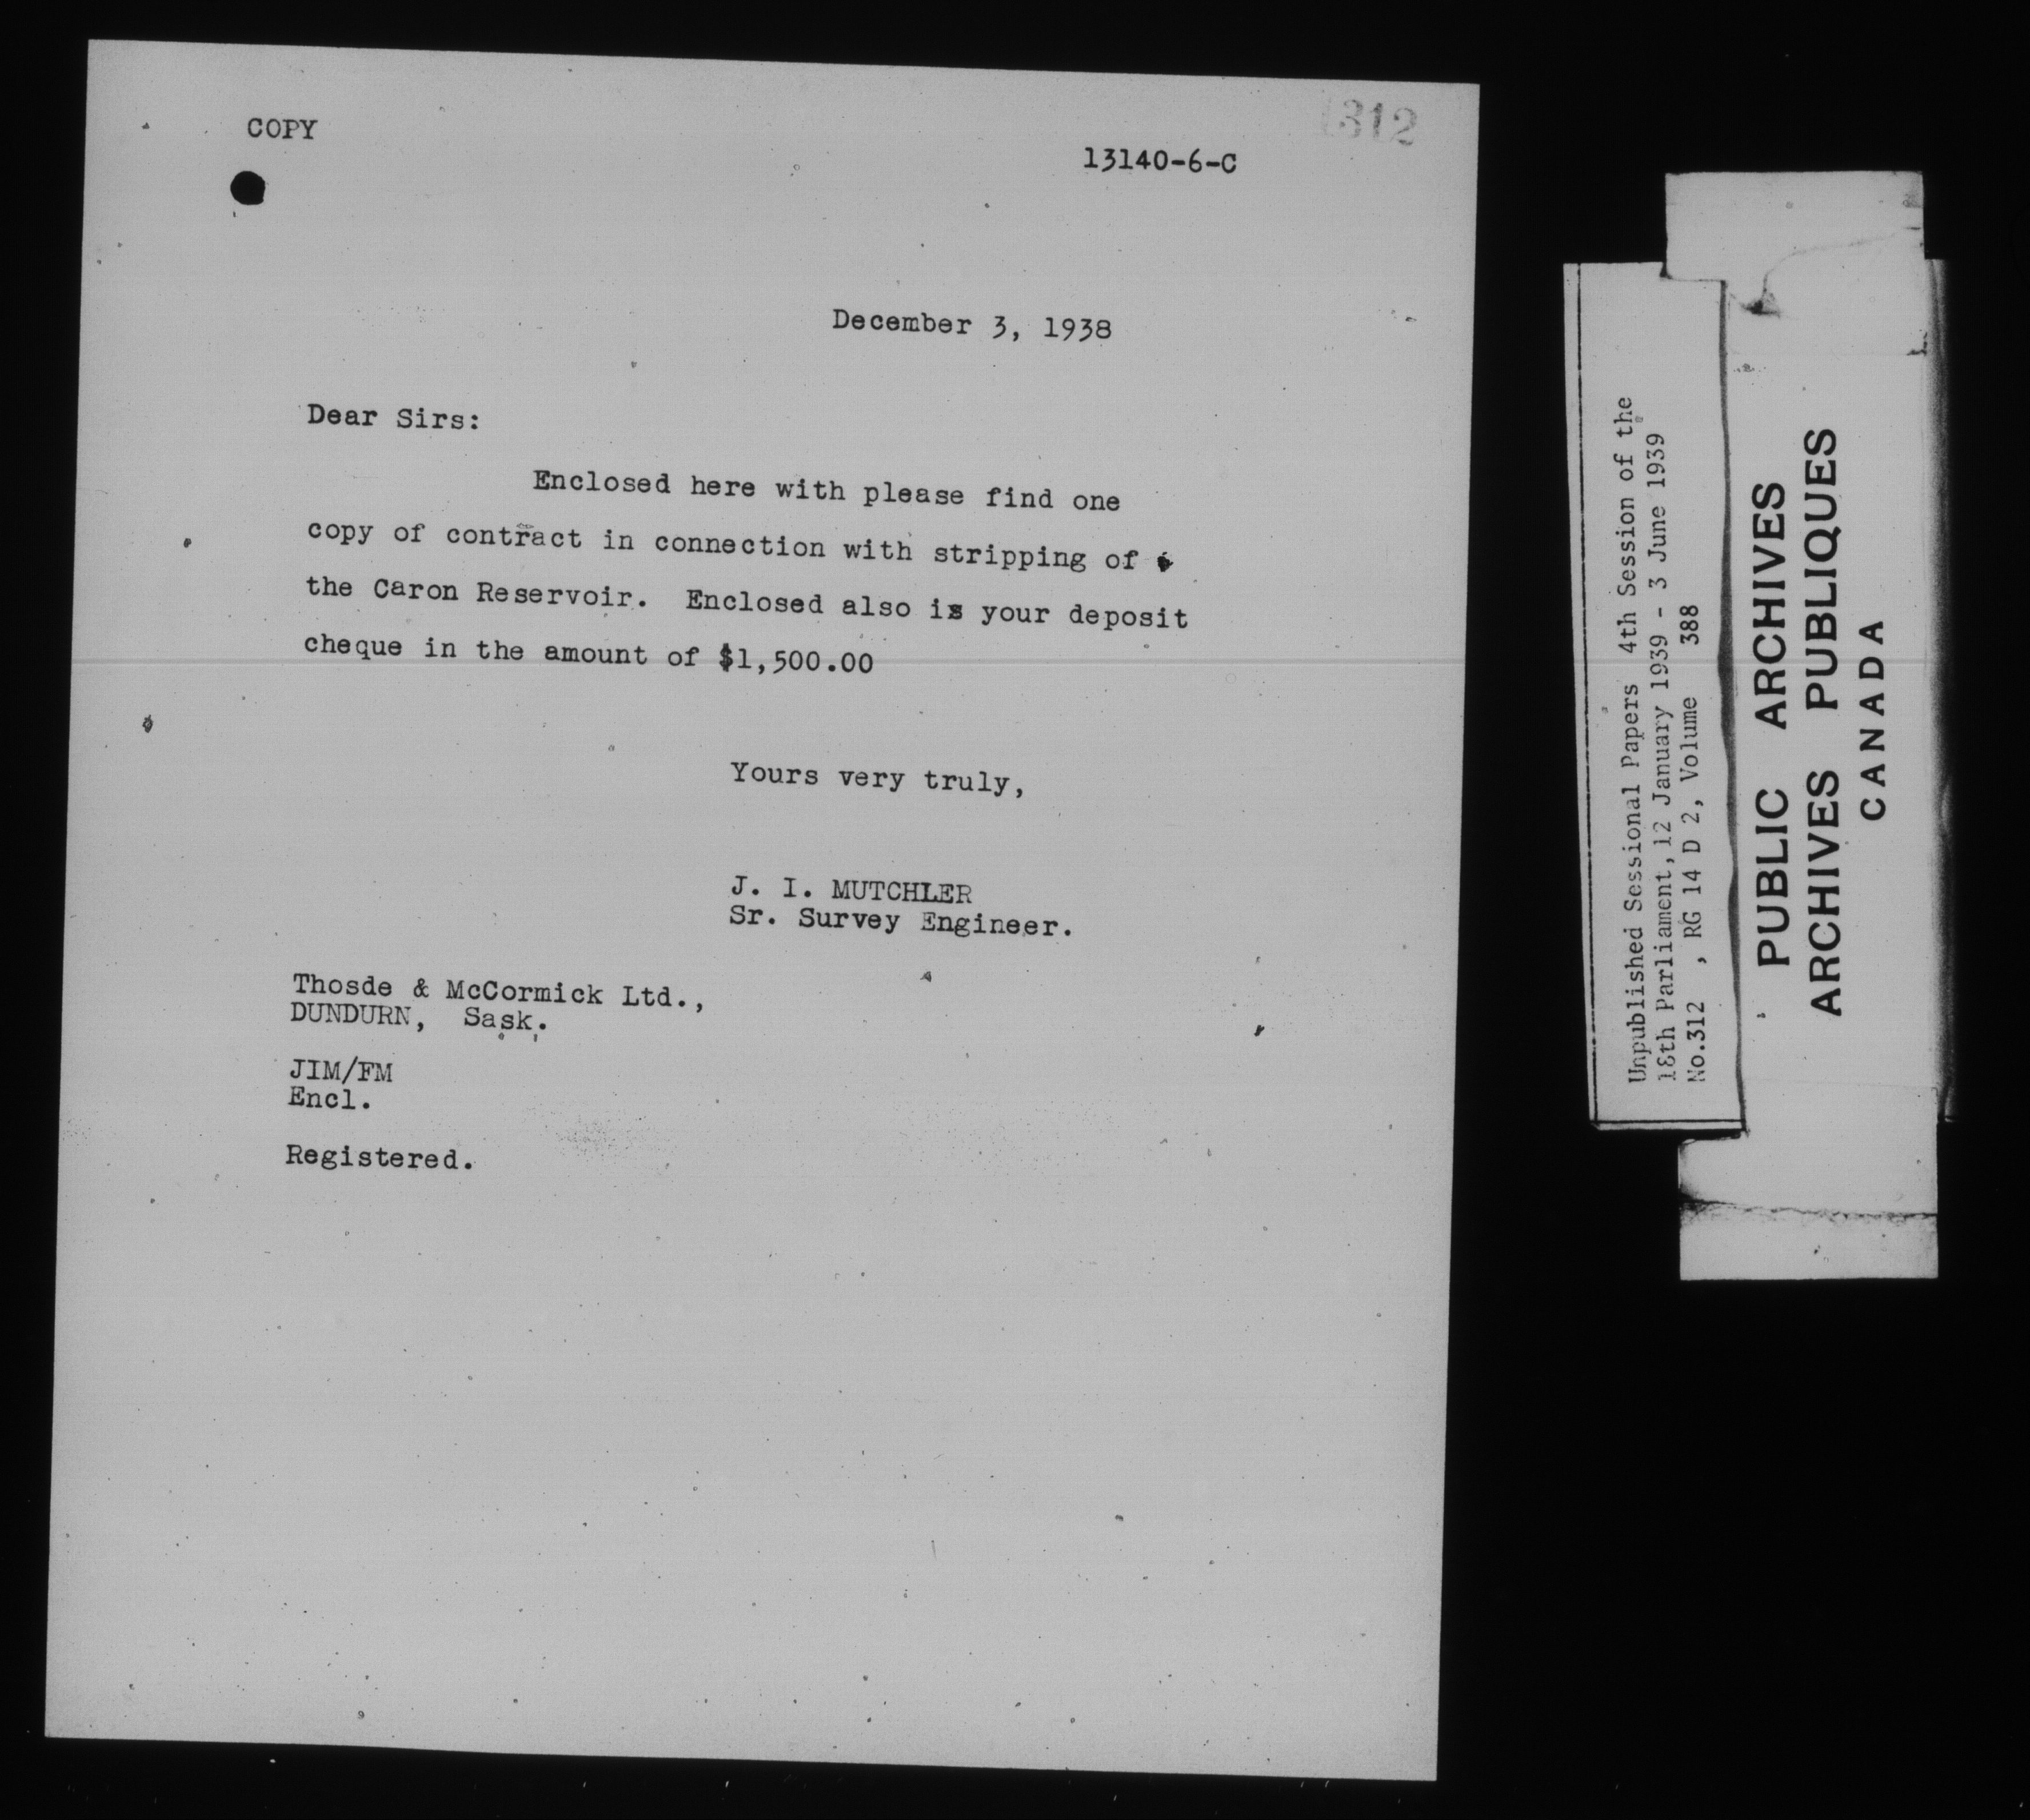 COPY
312
13140-6-C
December 3, 1938
Dear Sirs:
Enclosed here with please find one
copy of contract in connection with stripping of
the Caron Reservoir. Enclosed also is your deposit
cheque in the amount of $1,500.00
Yours very truly,
J. I. MUTCHLER
Sr. Survey Engineer.
Thosde & McCormick Ltd.,
DUNDURN, Sask.
JIM/FM
Encl.
Registered.
Unpublished Sessional Papers 4th Session of the
18th Parliament, 12 January 1939 - 3 June 1939
No.312 , RG 14 D 2, Volume 388
PUBLIC ARCHIVES
ARCHIVES PUBLIQUES
CANADA